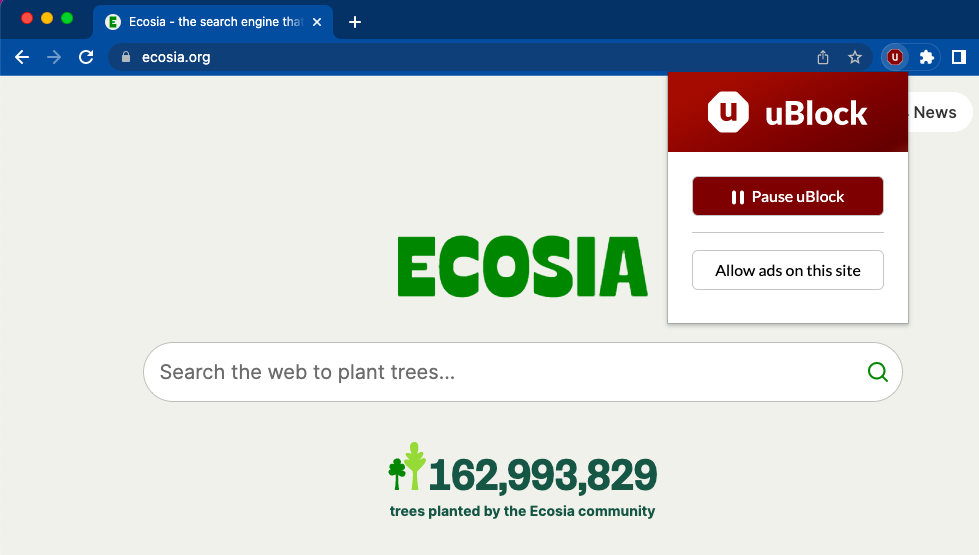 Ecosia - the search engine tha
ecosia.org
u
u uBlock
News
Pause uBlock
Allow ads on this site
ECOSIA
Search the web to plant trees...
162,993,829
trees planted by the Ecosia community